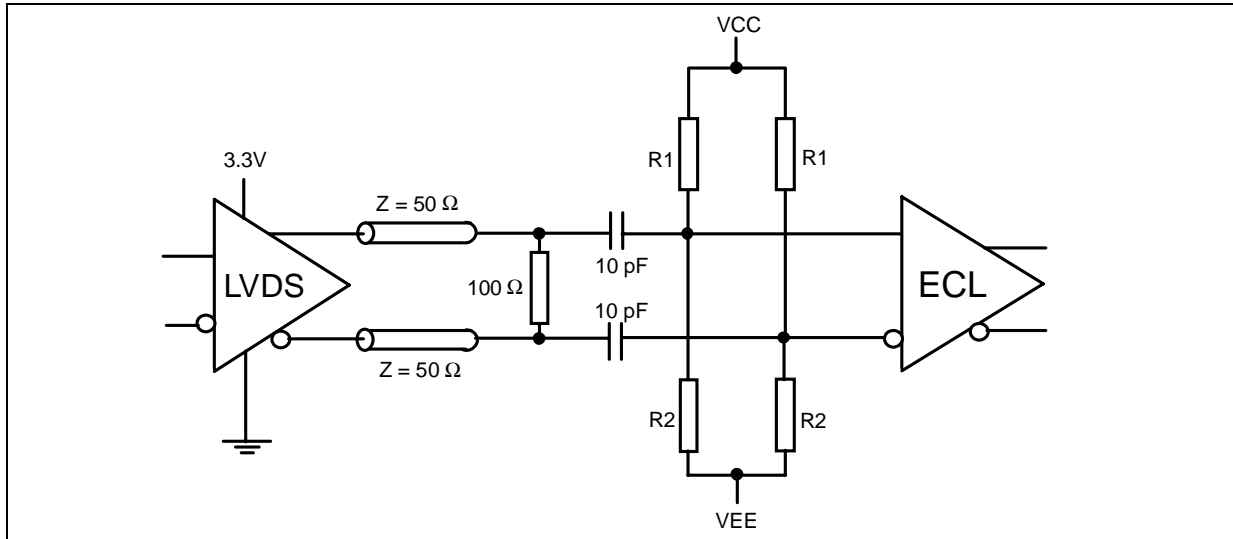 VCC
R1
R1
3.3V
Z = 50 Ω
10 pF
LVDS
100 Ω
ECL
10 pF
Z = 50 Ω
R2
R2
VEE